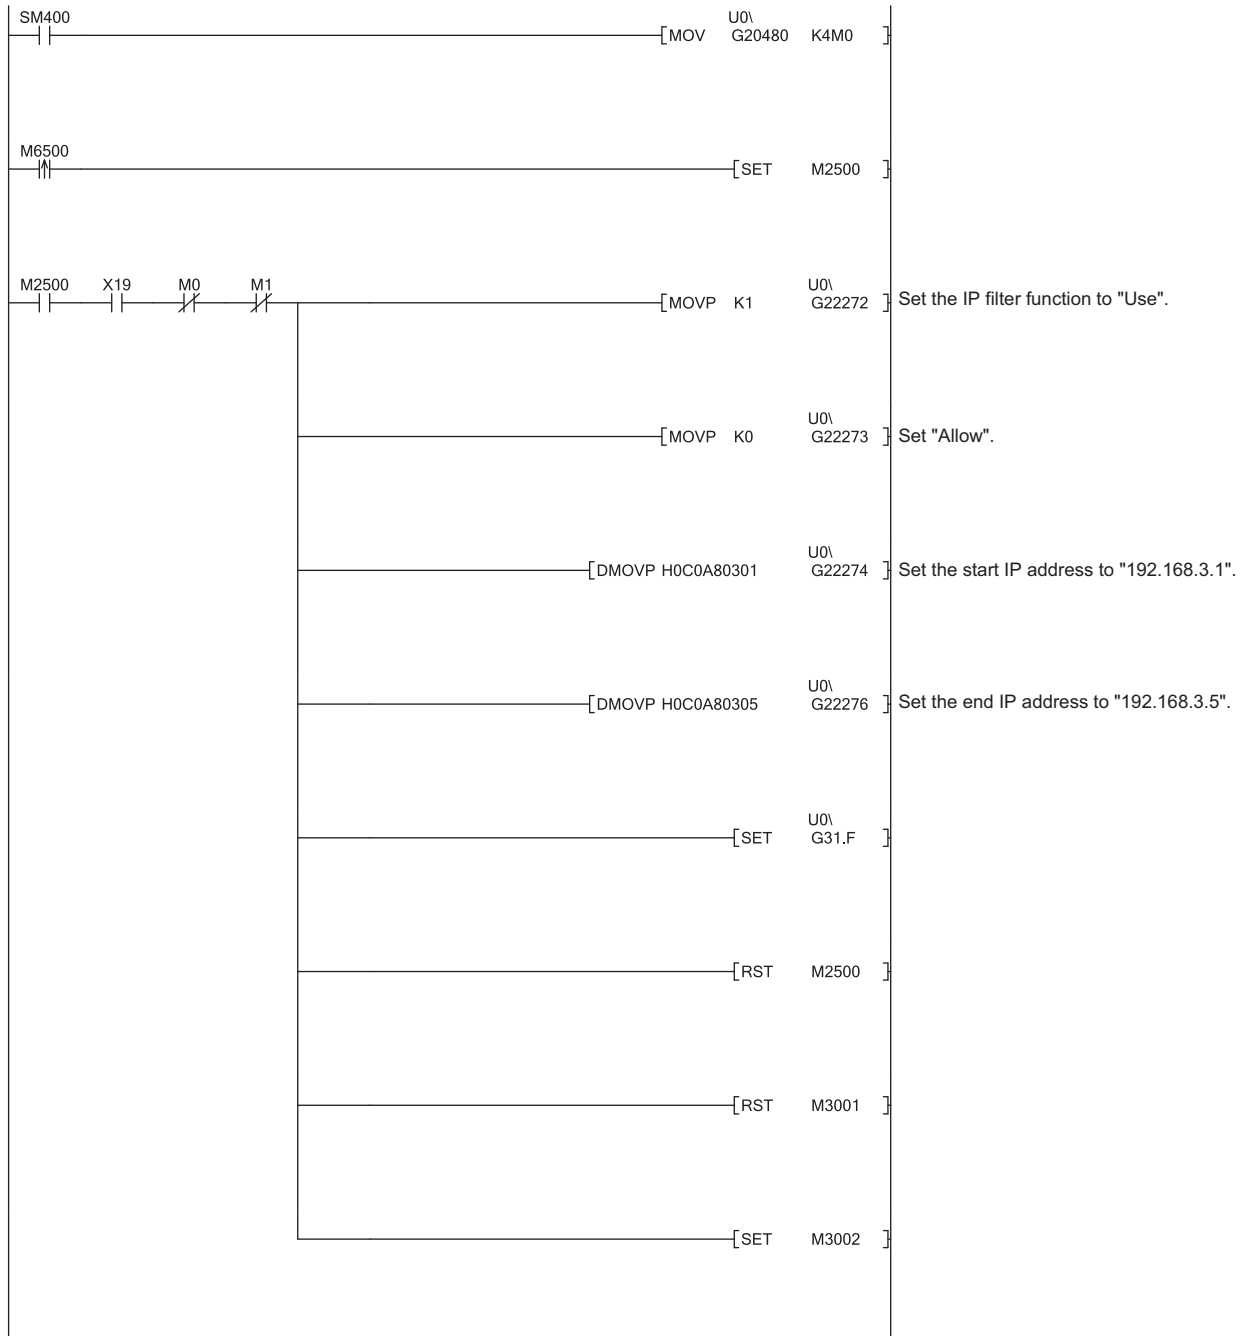 SM400
U0\
MOV G20480 K4M0
M6500
SET M2500
M2500 X19 M0 M1
U0\
MOVP K1 G22272 Set the IP filter function to "Use".
U0\
MOVP K0 G22273 Set "Allow".
U0\
DMOVP H0C0A80301 G22274 Set the start IP address to "192.168.3.1".
U0\
DMOVP H0C0A80305 G22276 Set the end IP address to "192.168.3.5".
U0\
SET G31.F
RST M2500
RST M3001
SET M3002